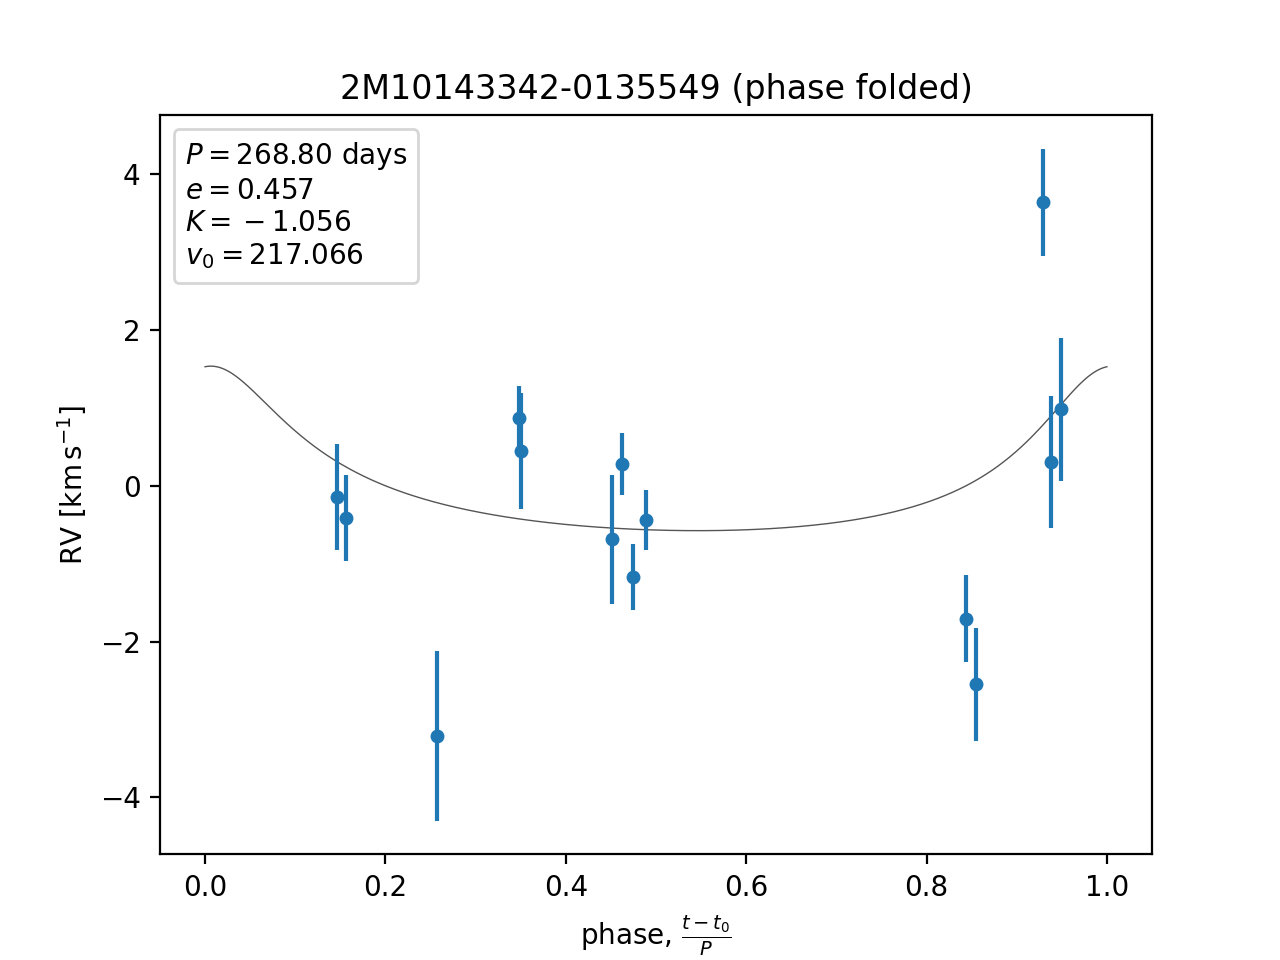 2M10143342-0135549 (phase folded)
P = 268.80 days
e = 0.457
K = −1.056
v₀ = 217.066
RV [km s⁻¹]
4
2
0
−2
−4
0.0 0.2 0.4 0.6 0.8 1.0
phase, (t − t₀)/P